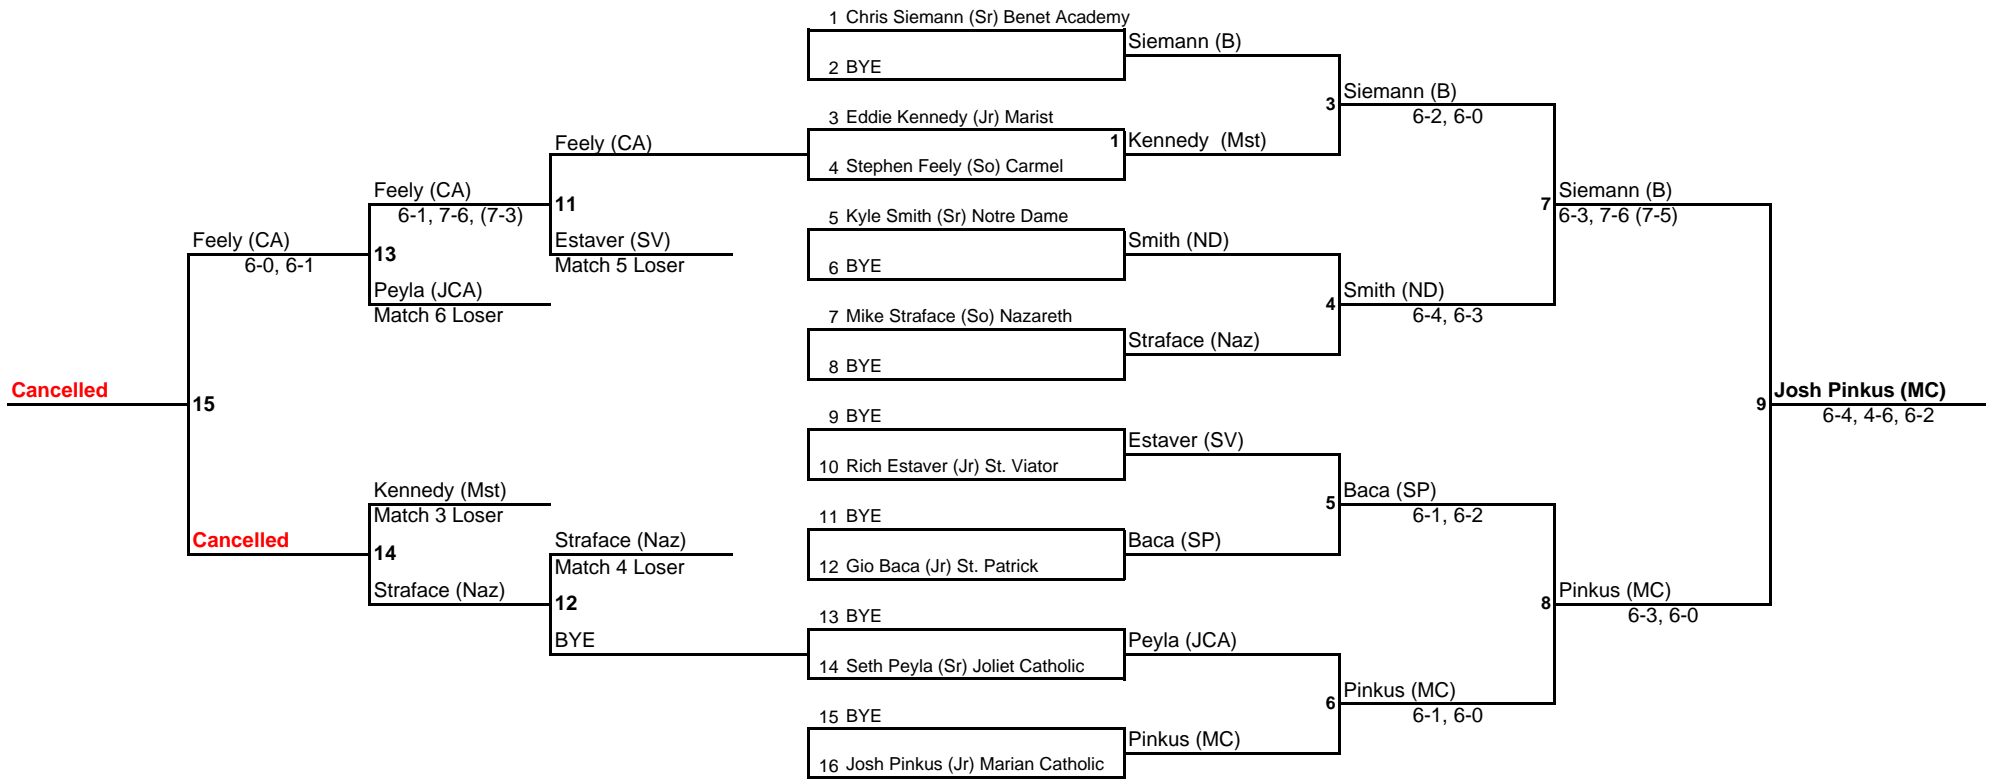 1 Chris Siemann (Sr) Benet Academy
Siemann (B)
2 BYE
Siemann (B)
3
6-2, 6-0
3 Eddie Kennedy (Jr) Marist
Feely (CA)
1 Kennedy (Mst)
4 Stephen Feely (So) Carmel
Feely (CA)
11
6-1, 7-6, (7-3)
Siemann (B)
7
6-3, 7-6 (7-5)
5 Kyle Smith (Sr) Notre Dame
Feely (CA)
13
6-0, 6-1
Estaver (SV)
Match 5 Loser
Smith (ND)
6 BYE
Peyla (JCA)
Match 6 Loser
Smith (ND)
4
6-4, 6-3
7 Mike Straface (So) Nazareth
Straface (Naz)
8 BYE
Cancelled
15
9
Josh Pinkus (MC)
6-4, 4-6, 6-2
9 BYE
Estaver (SV)
10 Rich Estaver (Jr) St. Viator
Kennedy (Mst)
Match 3 Loser
Baca (SP)
5
6-1, 6-2
11 BYE
Cancelled
14
Straface (Naz)
Match 4 Loser
Baca (SP)
12 Gio Baca (Jr) St. Patrick
Straface (Naz)
12
Pinkus (MC)
8
6-3, 6-0
13 BYE
BYE
Peyla (JCA)
14 Seth Peyla (Sr) Joliet Catholic
Pinkus (MC)
6
6-1, 6-0
15 BYE
Pinkus (MC)
16 Josh Pinkus (Jr) Marian Catholic